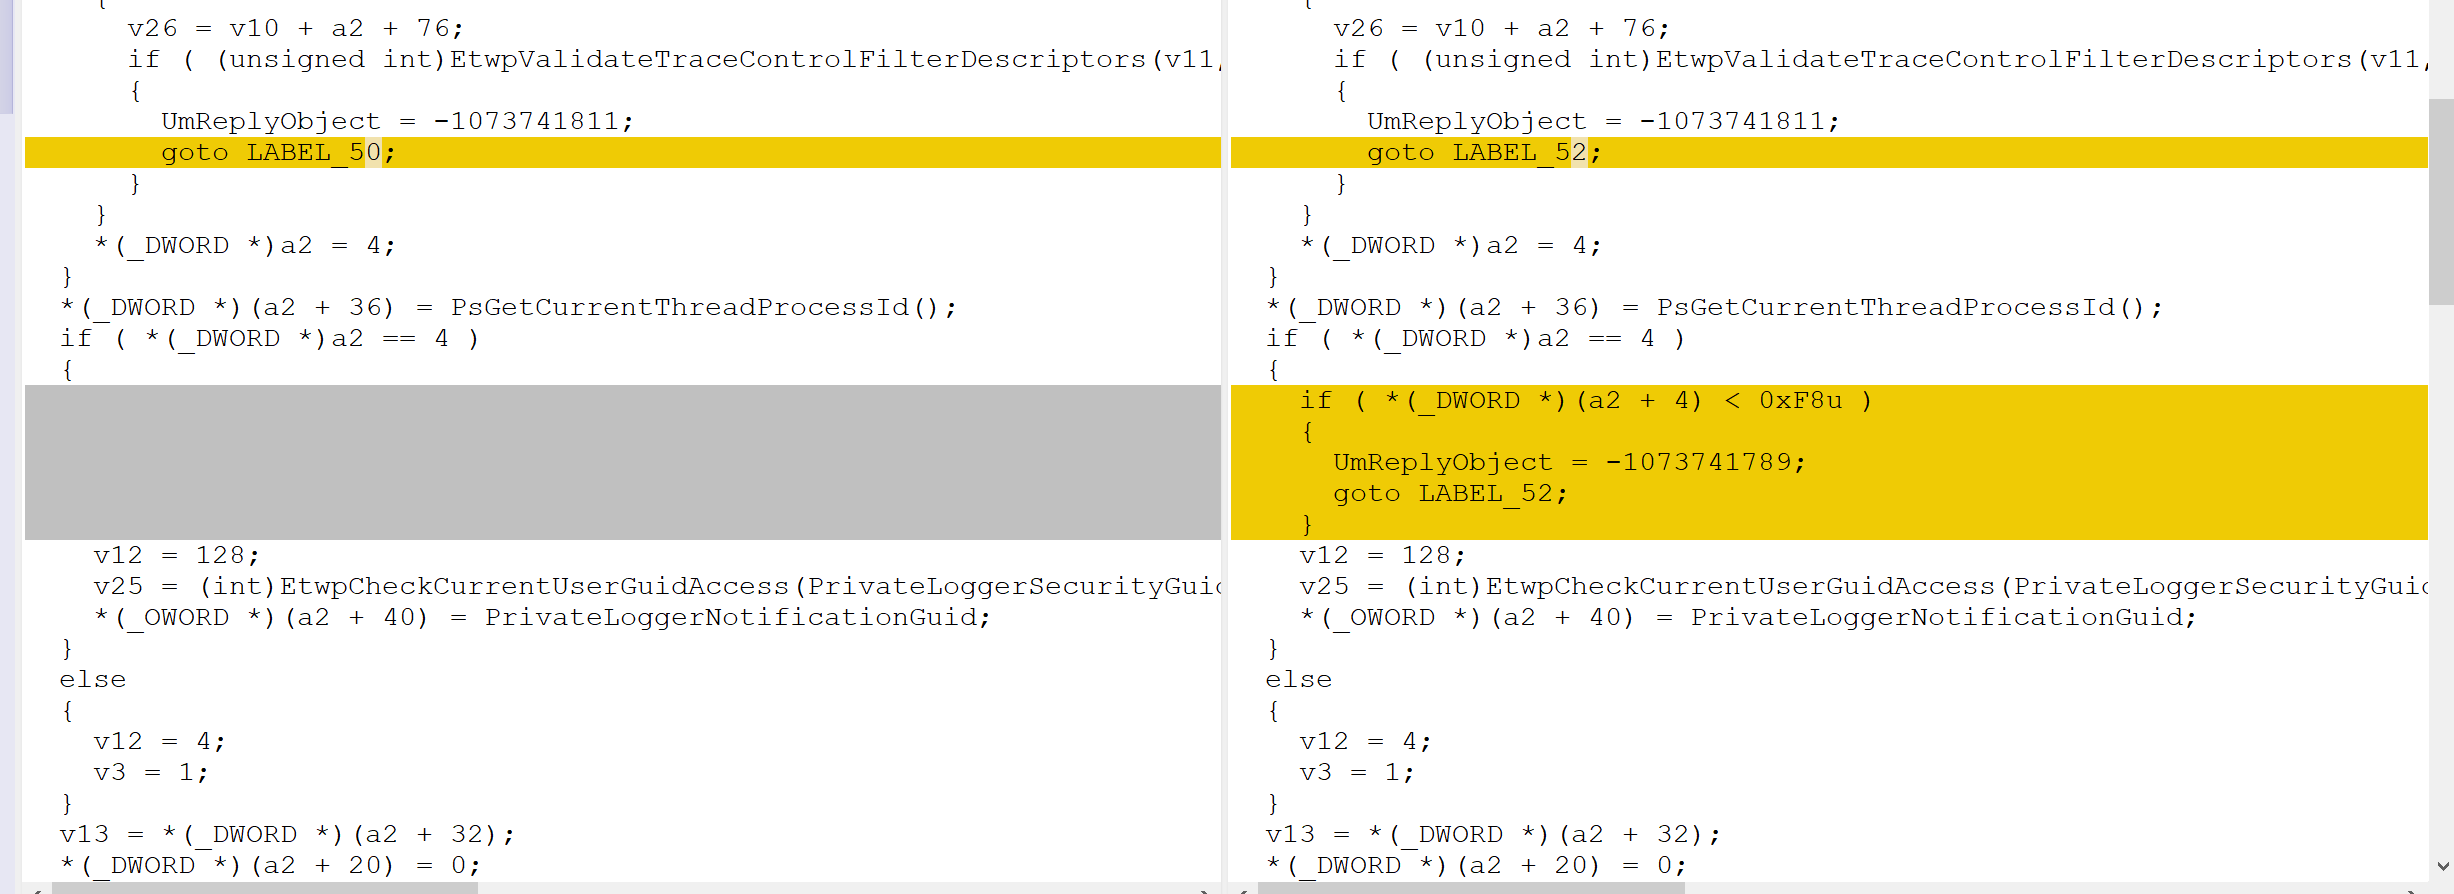 {
v26 = v10 + a2 + 76;
if ( (unsigned int)EtwpValidateTraceControlFilterDescriptors(v11,
{
UmReplyObject = -1073741811;
goto LABEL_50;
}
}
*(_DWORD *)a2 = 4;
}
*(_DWORD *)(a2 + 36) = PsGetCurrentThreadProcessId();
if ( *(_DWORD *)a2 == 4 )
{
v12 = 128;
v25 = (int)EtwpCheckCurrentUserGuidAccess(PrivateLoggerSecurityGuid
*(_OWORD *)(a2 + 40) = PrivateLoggerNotificationGuid;
}
else
{
v12 = 4;
v3 = 1;
}
v13 = *(_DWORD *)(a2 + 32);
*(_DWORD *)(a2 + 20) = 0;
{
v26 = v10 + a2 + 76;
if ( (unsigned int)EtwpValidateTraceControlFilterDescriptors(v11,
{
UmReplyObject = -1073741811;
goto LABEL_52;
}
}
*(_DWORD *)a2 = 4;
}
*(_DWORD *)(a2 + 36) = PsGetCurrentThreadProcessId();
if ( *(_DWORD *)a2 == 4 )
{
if ( *(_DWORD *)(a2 + 4) < 0xF8u )
{
UmReplyObject = -1073741789;
goto LABEL_52;
}
v12 = 128;
v25 = (int)EtwpCheckCurrentUserGuidAccess(PrivateLoggerSecurityGuid
*(_OWORD *)(a2 + 40) = PrivateLoggerNotificationGuid;
}
else
{
v12 = 4;
v3 = 1;
}
v13 = *(_DWORD *)(a2 + 32);
*(_DWORD *)(a2 + 20) = 0;